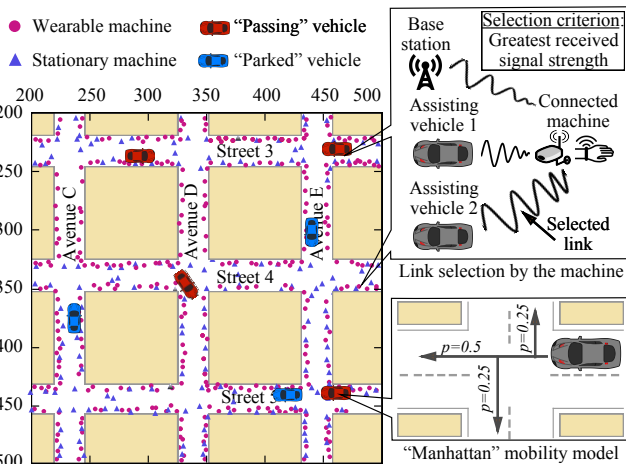 Wearable machine
"Passing" vehicle
Stationary machine
"Parked" vehicle
200
250
300
350
400
450
500
200 250 300 350 400 450 500
Street 3
Street 4
Street
Avenue C
Avenue D
Avenue E
Base
station
Selection criterion:
Greatest received
signal strength
Assisting
vehicle 1
Connected
machine
Assisting
vehicle 2
Selected
link
Link selection by the machine
p=0.5
p=0.25
p=0.25
"Manhattan" mobility model